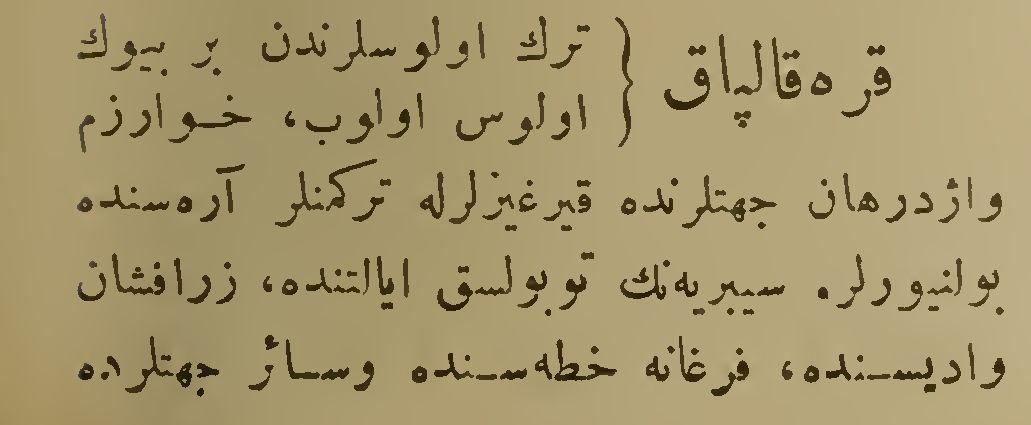 قره‌قالپاق { ترك اولوسلرندن بر بیوك
اولوس اولوب، خوارزم
واژدرهان جهتلرنده قیرغیزلرله ترکمنلر آره‌سنده
بولنیورلر. سیبریه‌نك توبولسق ایالتنده، زرافشان
وادیسنده، فرغانه خطه‌سنده وسائر جهتلرده